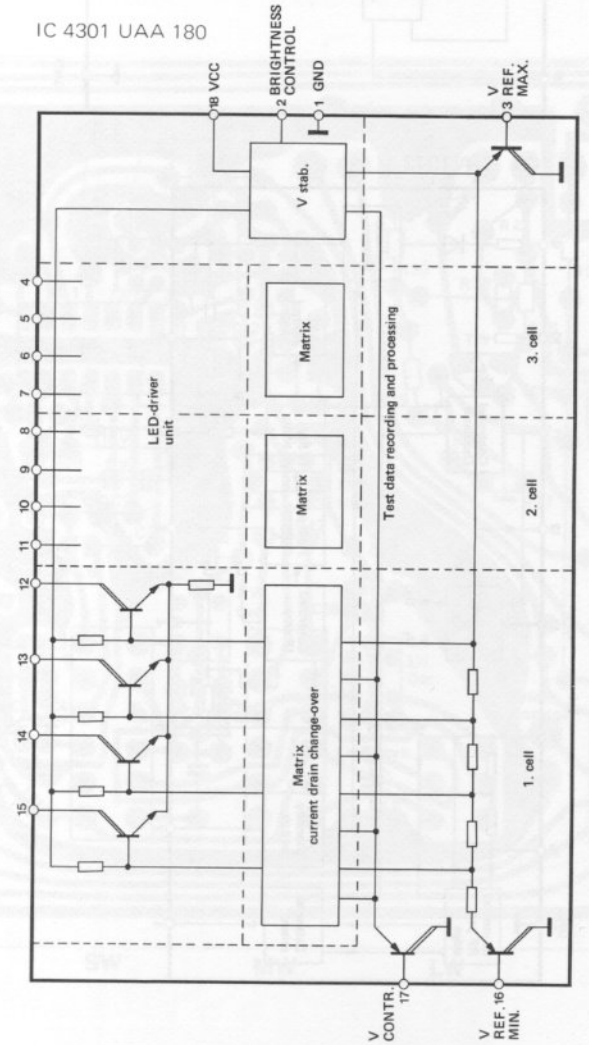 IC 4301 UAA 180
18 VCC
2 BRIGHTNESS
CONTROL
1 GND
V
3 REF.
MAX.
V stab.
4
5
6
7
8
9
10
11
12
13
14
15
LED-driver
unit
Matrix
Matrix
Matrix
current drain change-over
Test data recording and processing
3. cell
2. cell
1. cell
V
CONTR.
17
V
REF. 16
MIN.